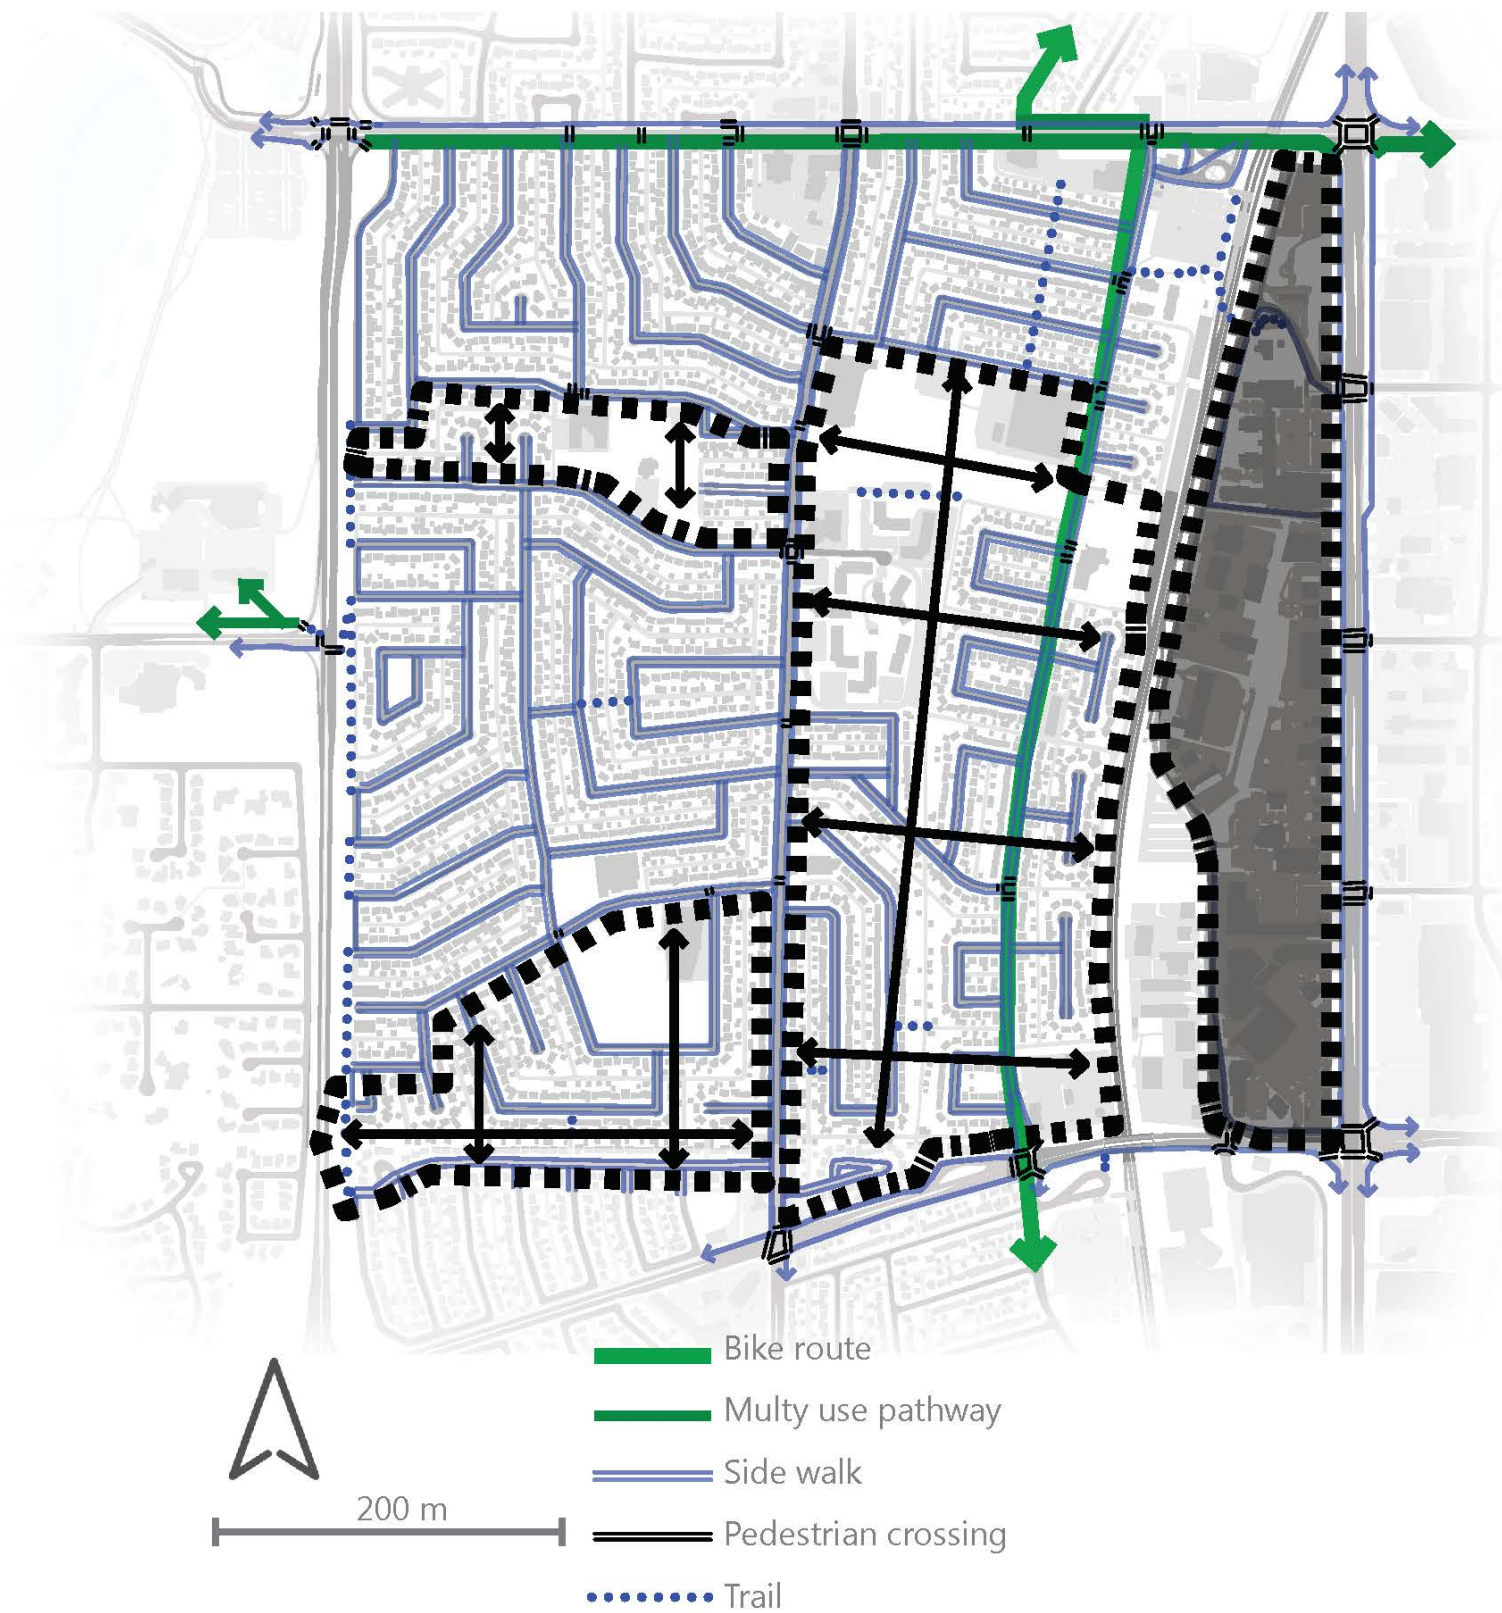 Bike route
Multy use pathway
Side walk
200 m
Pedestrian crossing
Trail